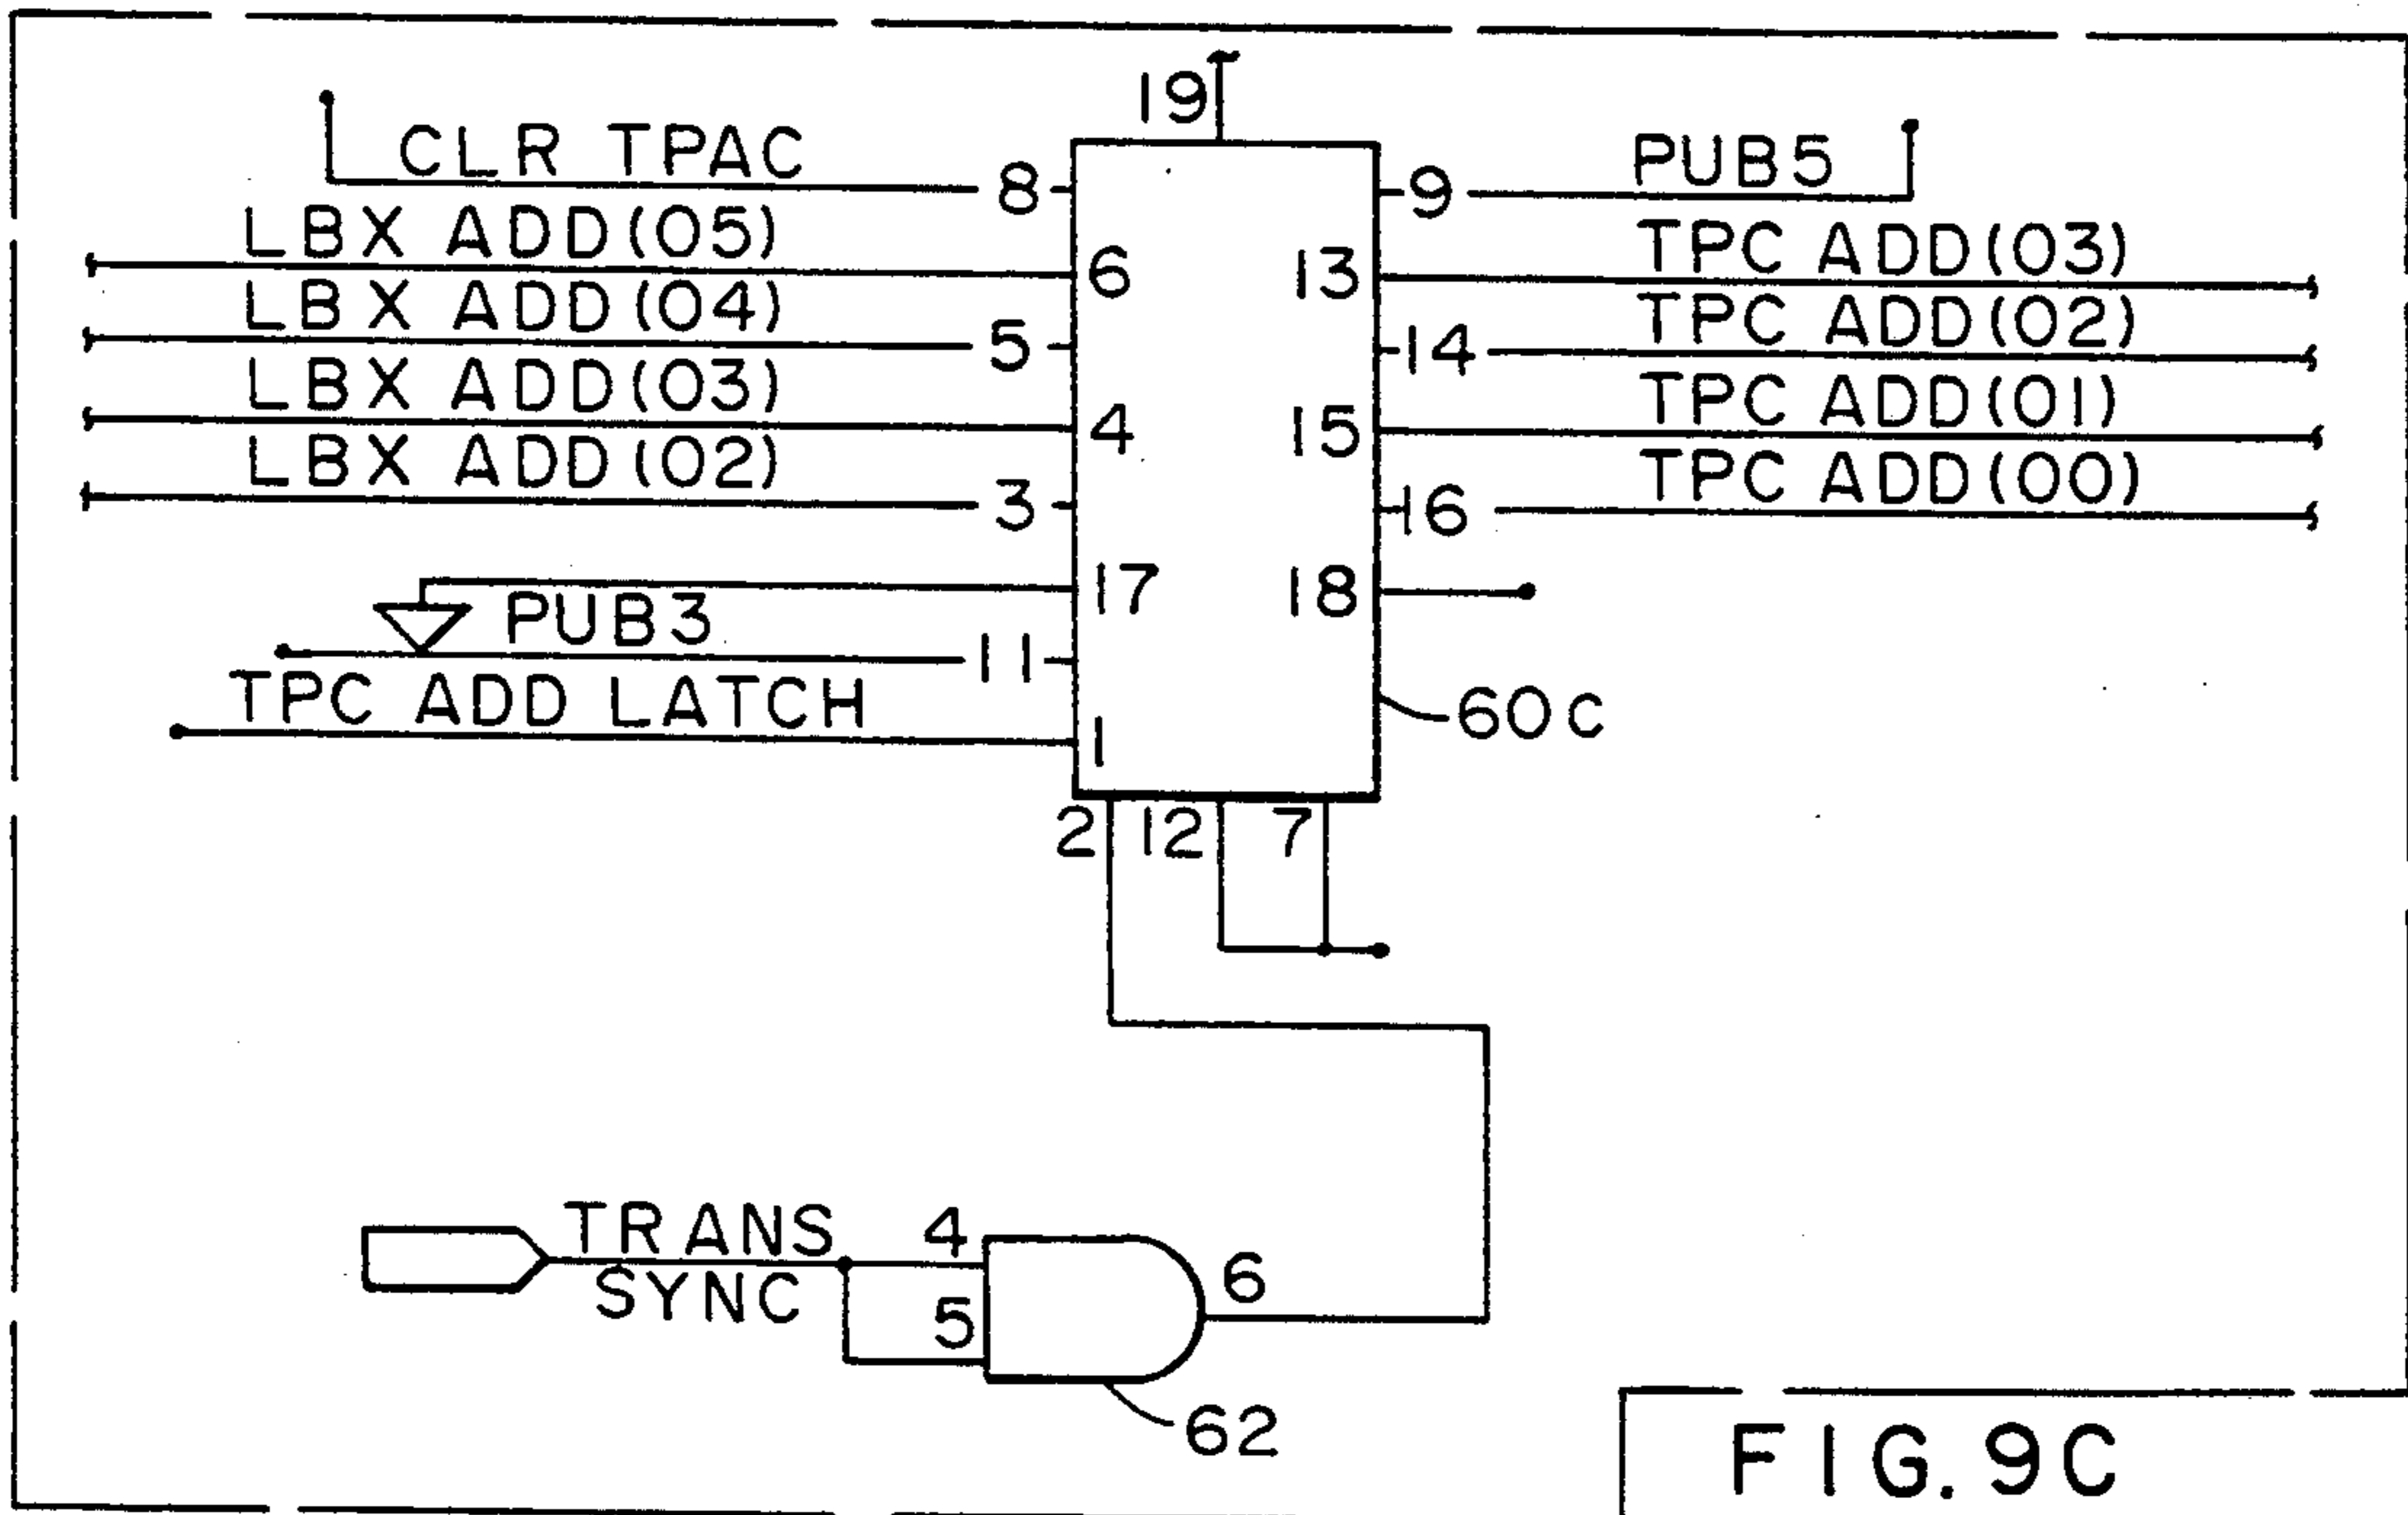 19
CLR TPAC 8 9 PUB5
LBX ADD(05) 6 13 TPC ADD(03)
LBX ADD(04) 5 14 TPC ADD(02)
LBX ADD(03) 4 15 TPC ADD(01)
LBX ADD(02) 3 16 TPC ADD(00)
17 18
PUB3 11
TPC ADD LATCH 1 60C
2 12 7
TRANS 4
SYNC 5 6
62
FIG. 9C